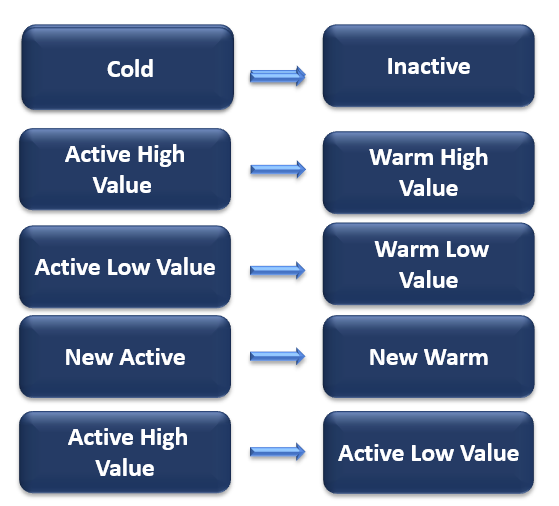 Cold
Inactive
Active High
Value
Warm High
Value
Active Low Value
Warm Low
Value
New Active
New Warm
Active High
Value
Active Low Value